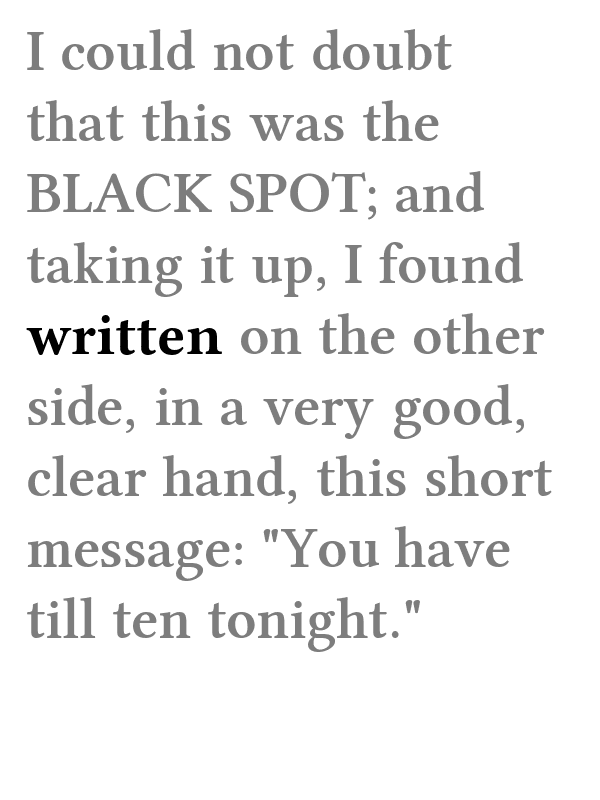 I could not doubt
that this was the
BLACK SPOT; and
taking it up, I found
written on the other
side, in a very good,
clear hand, this short
message: "You have
till ten tonight."